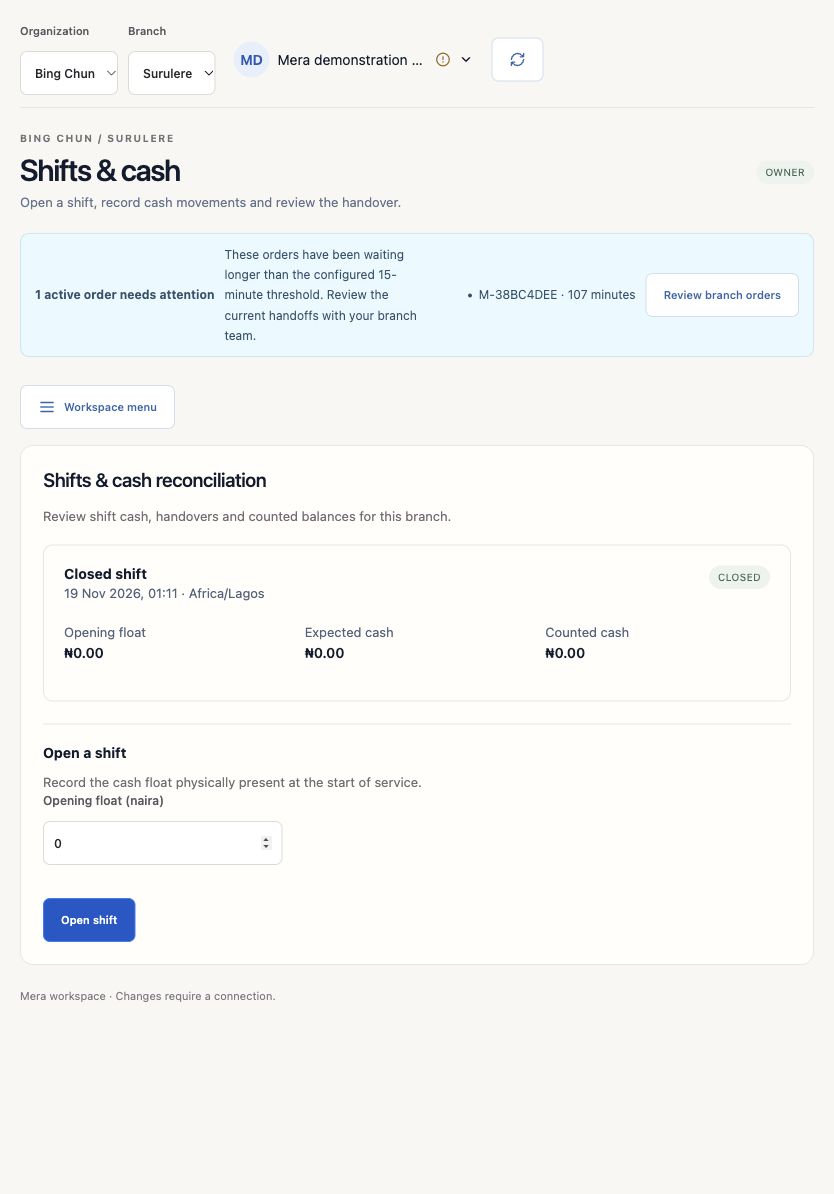 Organization
Branch
Bing Chun
Surulere
MD
Mera demonstration ...
BING CHUN / SURULERE
Shifts & cash
OWNER
Open a shift, record cash movements and review the handover.
1 active order needs attention
These orders have been waiting
longer than the configured 15-
minute threshold. Review the
current handoffs with your branch
team.
• M-38BC4DEE · 107 minutes
Review branch orders
Workspace menu
Shifts & cash reconciliation
Review shift cash, handovers and counted balances for this branch.
Closed shift
CLOSED
19 Nov 2026, 01:11 · Africa/Lagos
Opening float
Expected cash
Counted cash
₦0.00
₦0.00
₦0.00
Open a shift
Record the cash float physically present at the start of service.
Opening float (naira)
0
Open shift
Mera workspace · Changes require a connection.